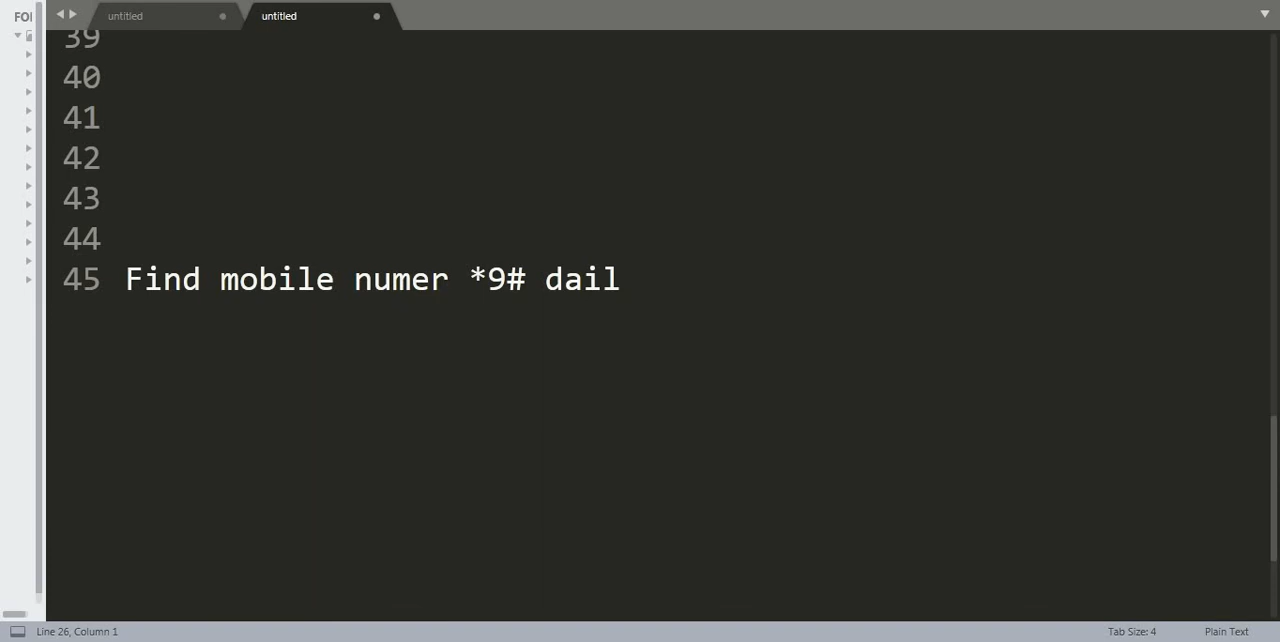 FOI
untitled
untitled
39
40
41
42
43
44
45 Find mobile numer *9# dail
Line 26, Column 1
Tab Size: 4
Plain Text